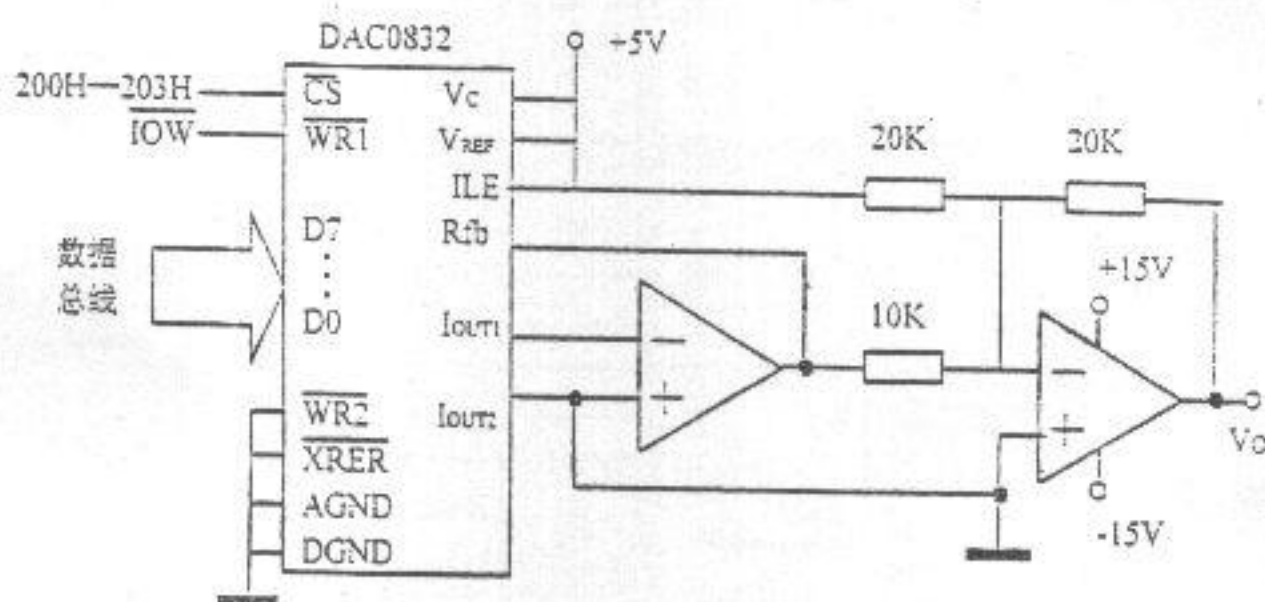 DAC0832
+5V
200H—203H
CS
Vc
IOW
WR1
VREF
20K
20K
ILE
D7
Rfb
数据
总线
+15V
D0
IOUT1
10K
WR2
IOUT2
XRER
Vo
AGND
DGND
-15V